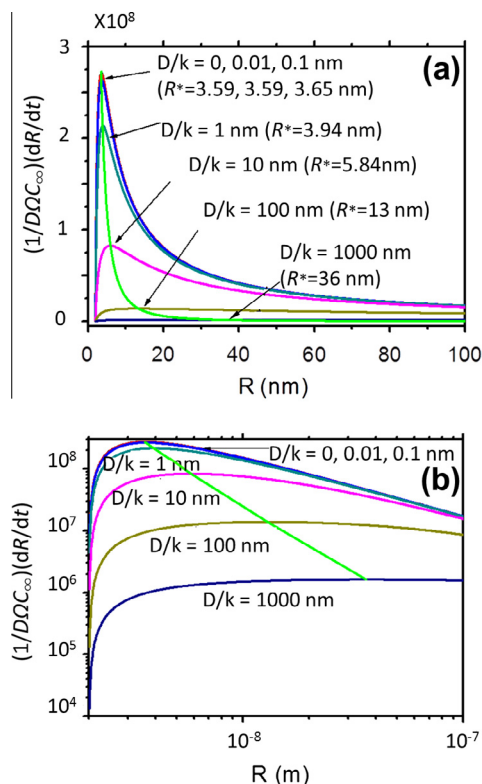 X10⁸
(a)
D/k = 0, 0.01, 0.1 nm
(R*=3.59, 3.59, 3.65 nm)
D/k = 1 nm (R*=3.94 nm)
D/k = 10 nm (R*=5.84nm)
D/k = 100 nm (R*=13 nm)
D/k = 1000 nm
(R*=36 nm)
3
2
1
0
(1/DΩC∞)(dR/dt)
0 20 40 60 80 100
R (nm)
(b)
D/k = 0, 0.01, 0.1 nm
D/k = 1 nm
D/k = 10 nm
D/k = 100 nm
D/k = 1000 nm
10⁸
10⁷
10⁶
10⁵
10⁴
(1/DΩC∞)(dR/dt)
10⁻⁸ 10⁻⁷
R (m)